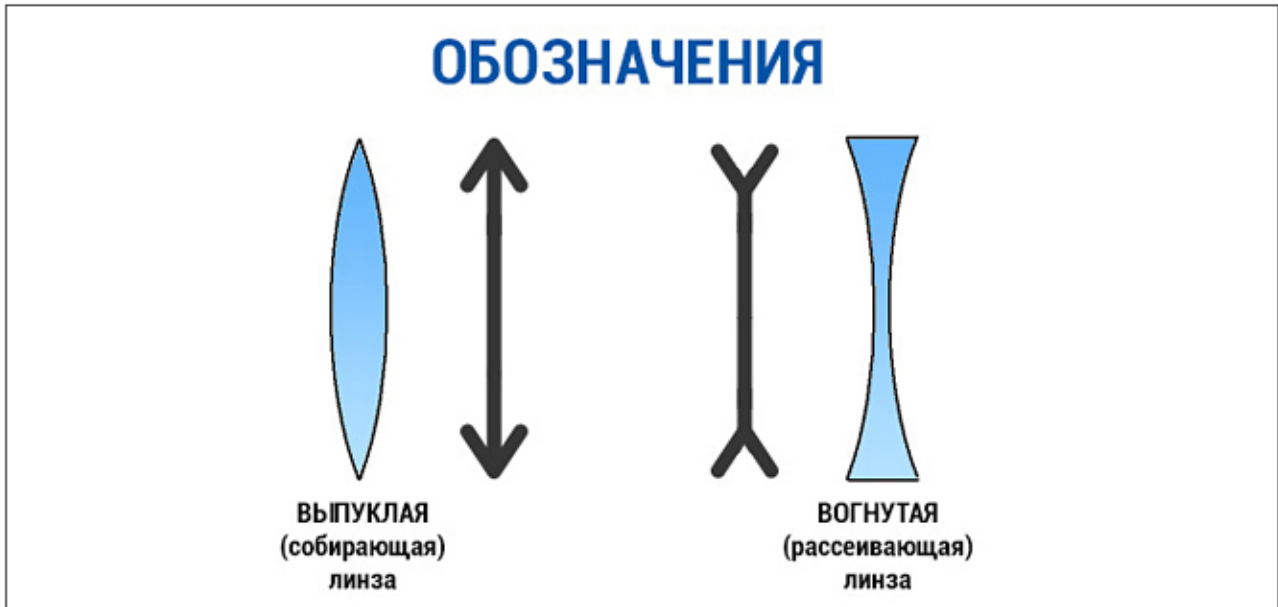 ОБОЗНАЧЕНИЯ
ВЫПУКЛАЯ
(собирающая)
линза
ВОГНУТАЯ
(рассеивающая)
линза